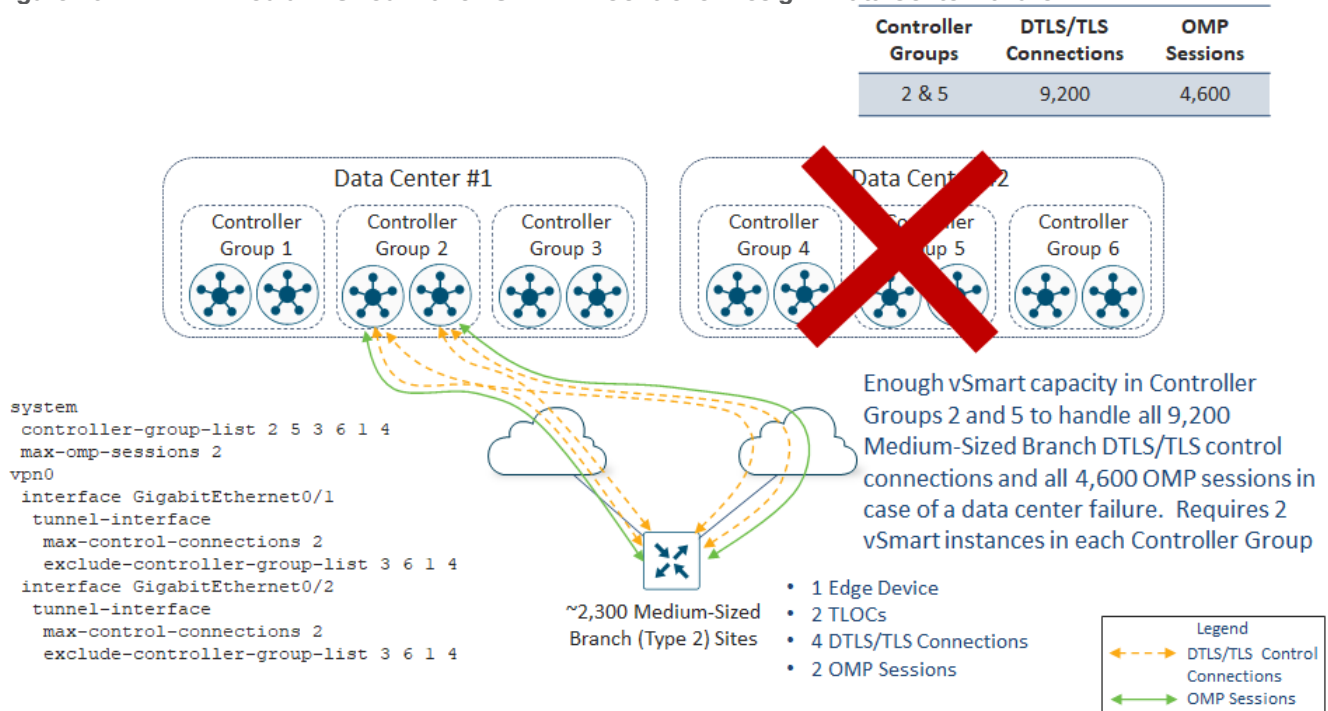 Controller Groups
DTLS/TLS Connections
OMP Sessions
2 & 5
9,200
4,600
Data Center #1
Controller
Group 1
Controller
Group 2
Controller
Group 3
Controller
Group 4
Controller
Group 6
system
 controller-group-list 2 5 3 6 1 4
 max-omp-sessions 2
vpn0
 interface GigabitEthernet0/1
  tunnel-interface
   max-control-connections 2
   exclude-controller-group-list 3 6 1 4
 interface GigabitEthernet0/2
  tunnel-interface
   max-control-connections 2
   exclude-controller-group-list 3 6 1 4
Enough vSmart capacity in Controller
Groups 2 and 5 to handle all 9,200
Medium-Sized Branch DTLS/TLS control
connections and all 4,600 OMP sessions in
case of a data center failure.  Requires 2
vSmart instances in each Controller Group
~2,300 Medium-Sized
Branch (Type 2) Sites
• 1 Edge Device
• 2 TLOCs
• 4 DTLS/TLS Connections
• 2 OMP Sessions
Legend
DTLS/TLS Control
Connections
OMP Sessions